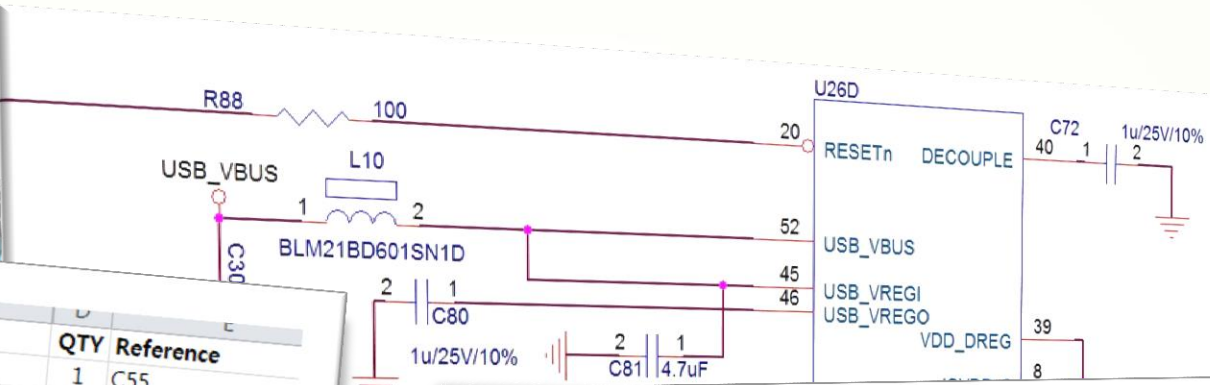 U26D
R88 100
20 RESETn DECOUPLE 40 1 C72 2 1u/25V/10%
USB_VBUS
L10
1 2
52 USB_VBUS
C30
BLM21BD601SN1D
45 USB_VREGI
46 USB_VREGO
2 1
C80
1u/25V/10%
VDD_DREG 39
2 1
C81 4.7uF
8
E
QTY Reference
1 C55